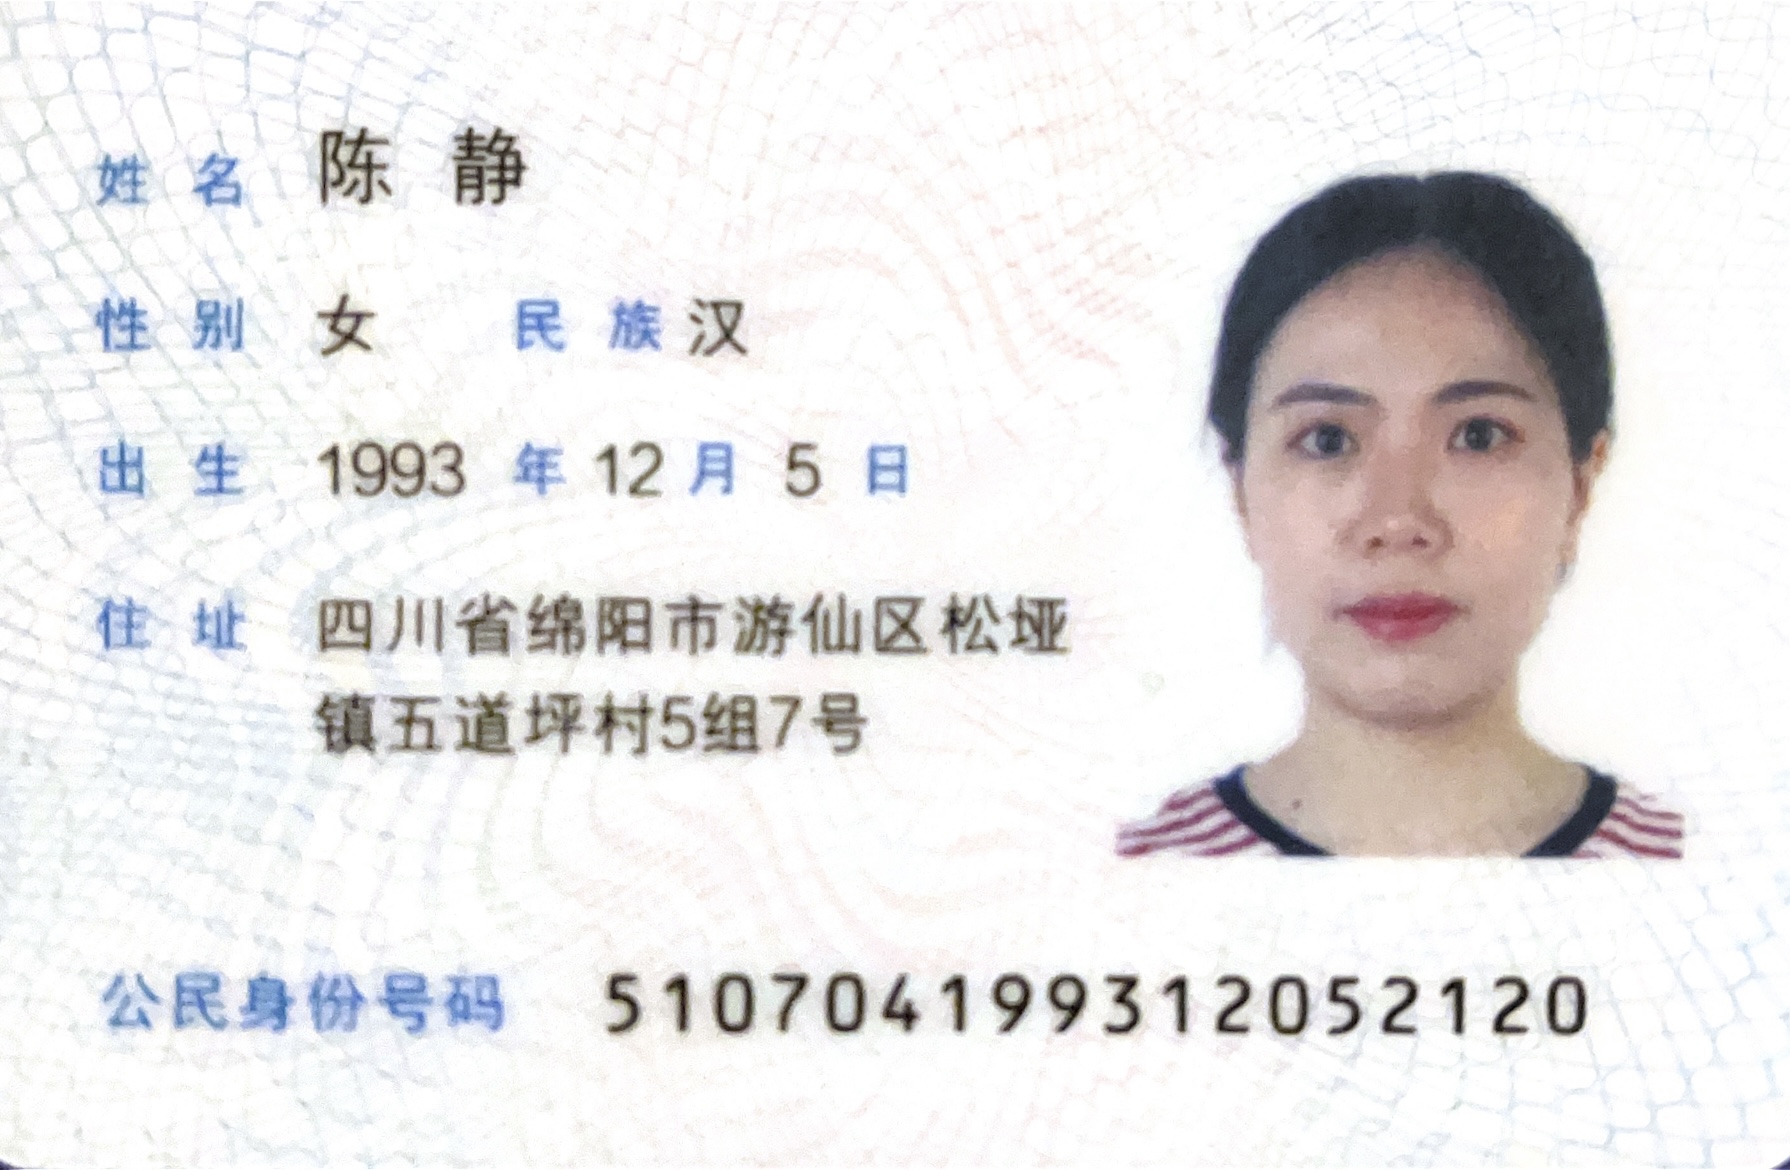 姓名 陈静
性别 女 民族 汉
出生 1993 年 12 月 5 日
住址 四川省绵阳市游仙区松垭
镇五道坪村5组7号
公民身份号码 510704199312052120